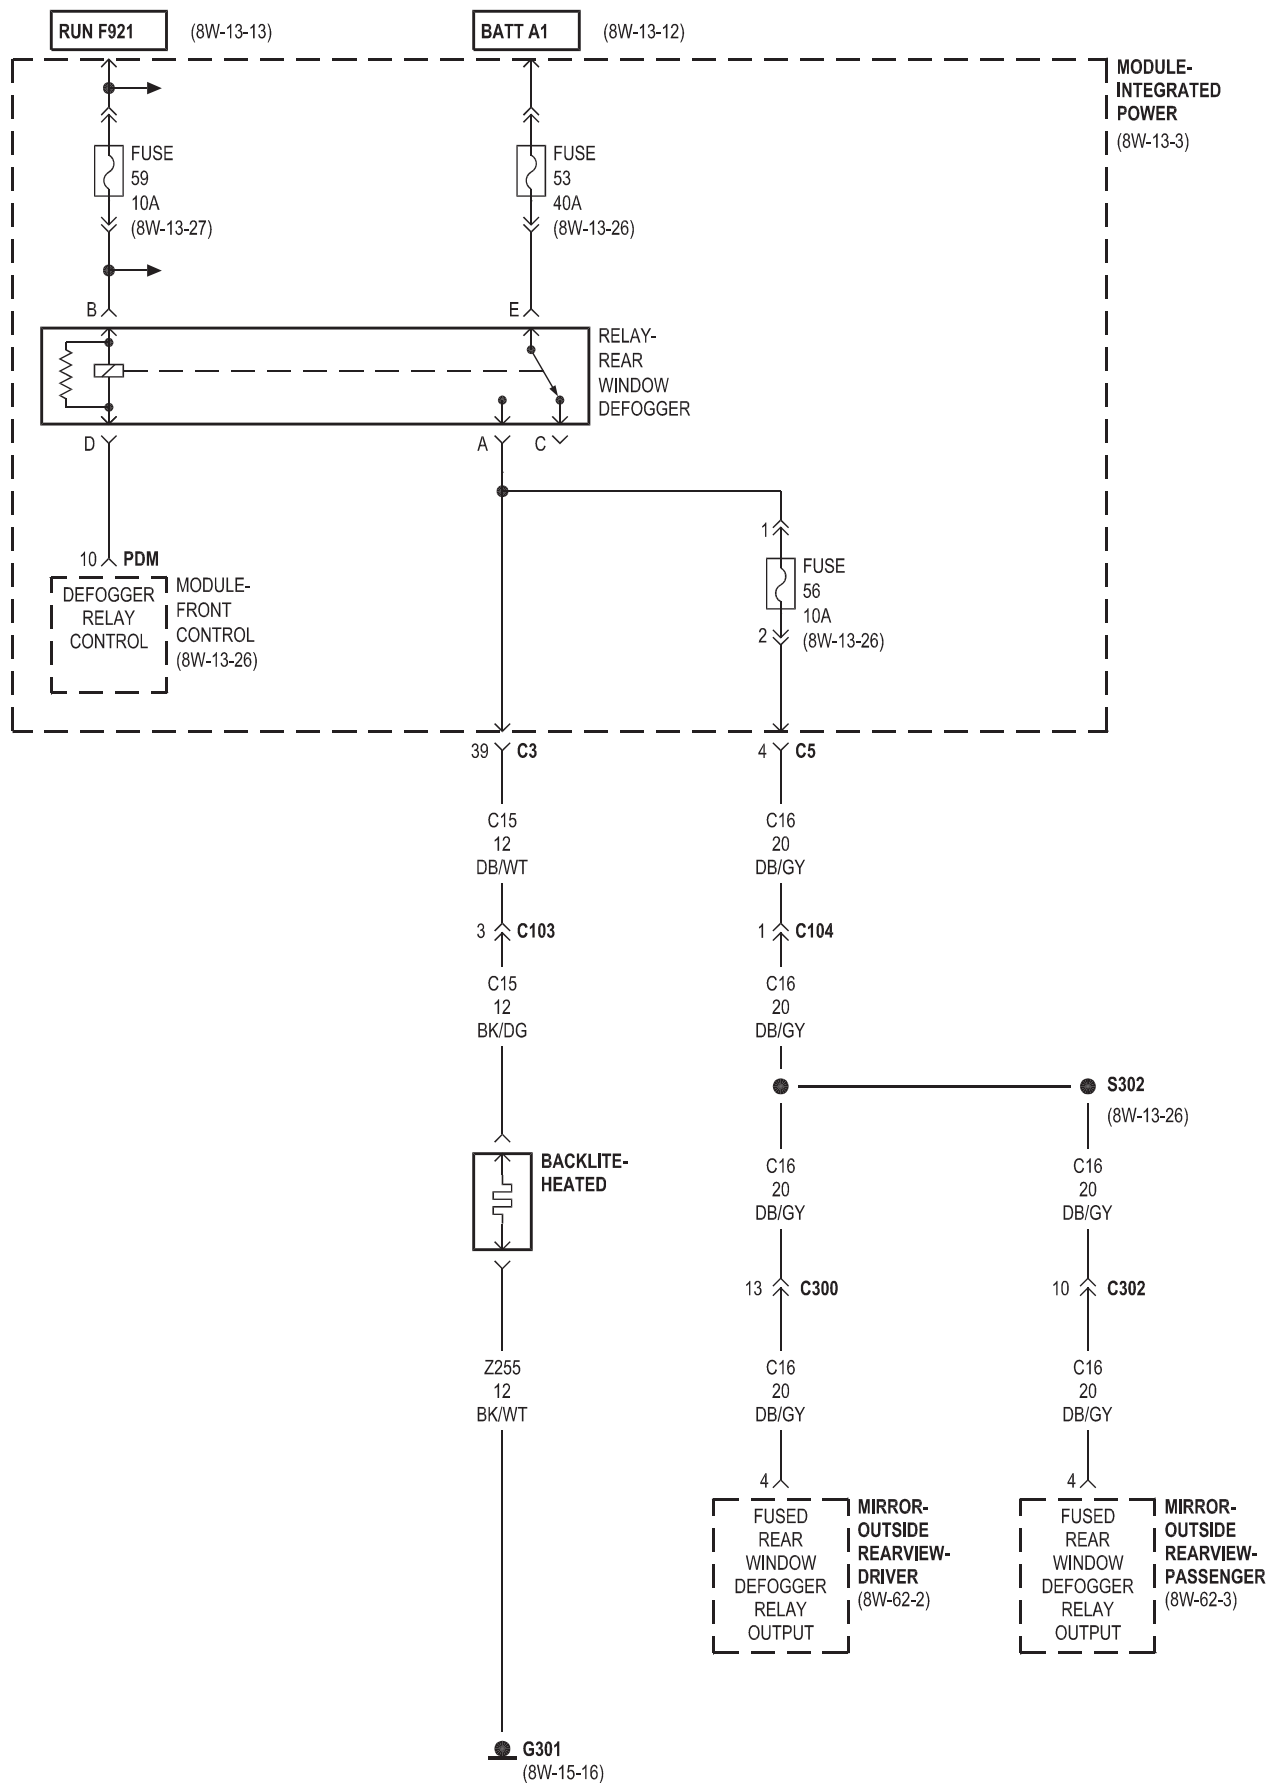 RUN F921 (8W-13-13)
BATT A1 (8W-13-12)
MODULE-
INTEGRATED
POWER
(8W-13-3)
FUSE
59
10A
(8W-13-27)
FUSE
53
40A
(8W-13-26)
B
E
RELAY-
REAR
WINDOW
DEFOGGER
D
A
C
1
FUSE
56
10A
(8W-13-26)
2
10 PDM
DEFOGGER
RELAY
CONTROL
MODULE-
FRONT
CONTROL
(8W-13-26)
39 C3
4 C5
C15
12
DB/WT
C16
20
DB/GY
3 C103
1 C104
C15
12
BK/DG
C16
20
DB/GY
S302
(8W-13-26)
BACKLITE-
HEATED
C16
20
DB/GY
C16
20
DB/GY
13 C300
10 C302
Z255
12
BK/WT
C16
20
DB/GY
C16
20
DB/GY
4
4
FUSED
REAR
WINDOW
DEFOGGER
RELAY
OUTPUT
MIRROR-
OUTSIDE
REARVIEW-
DRIVER
(8W-62-2)
FUSED
REAR
WINDOW
DEFOGGER
RELAY
OUTPUT
MIRROR-
OUTSIDE
REARVIEW-
PASSENGER
(8W-62-3)
G301
(8W-15-16)